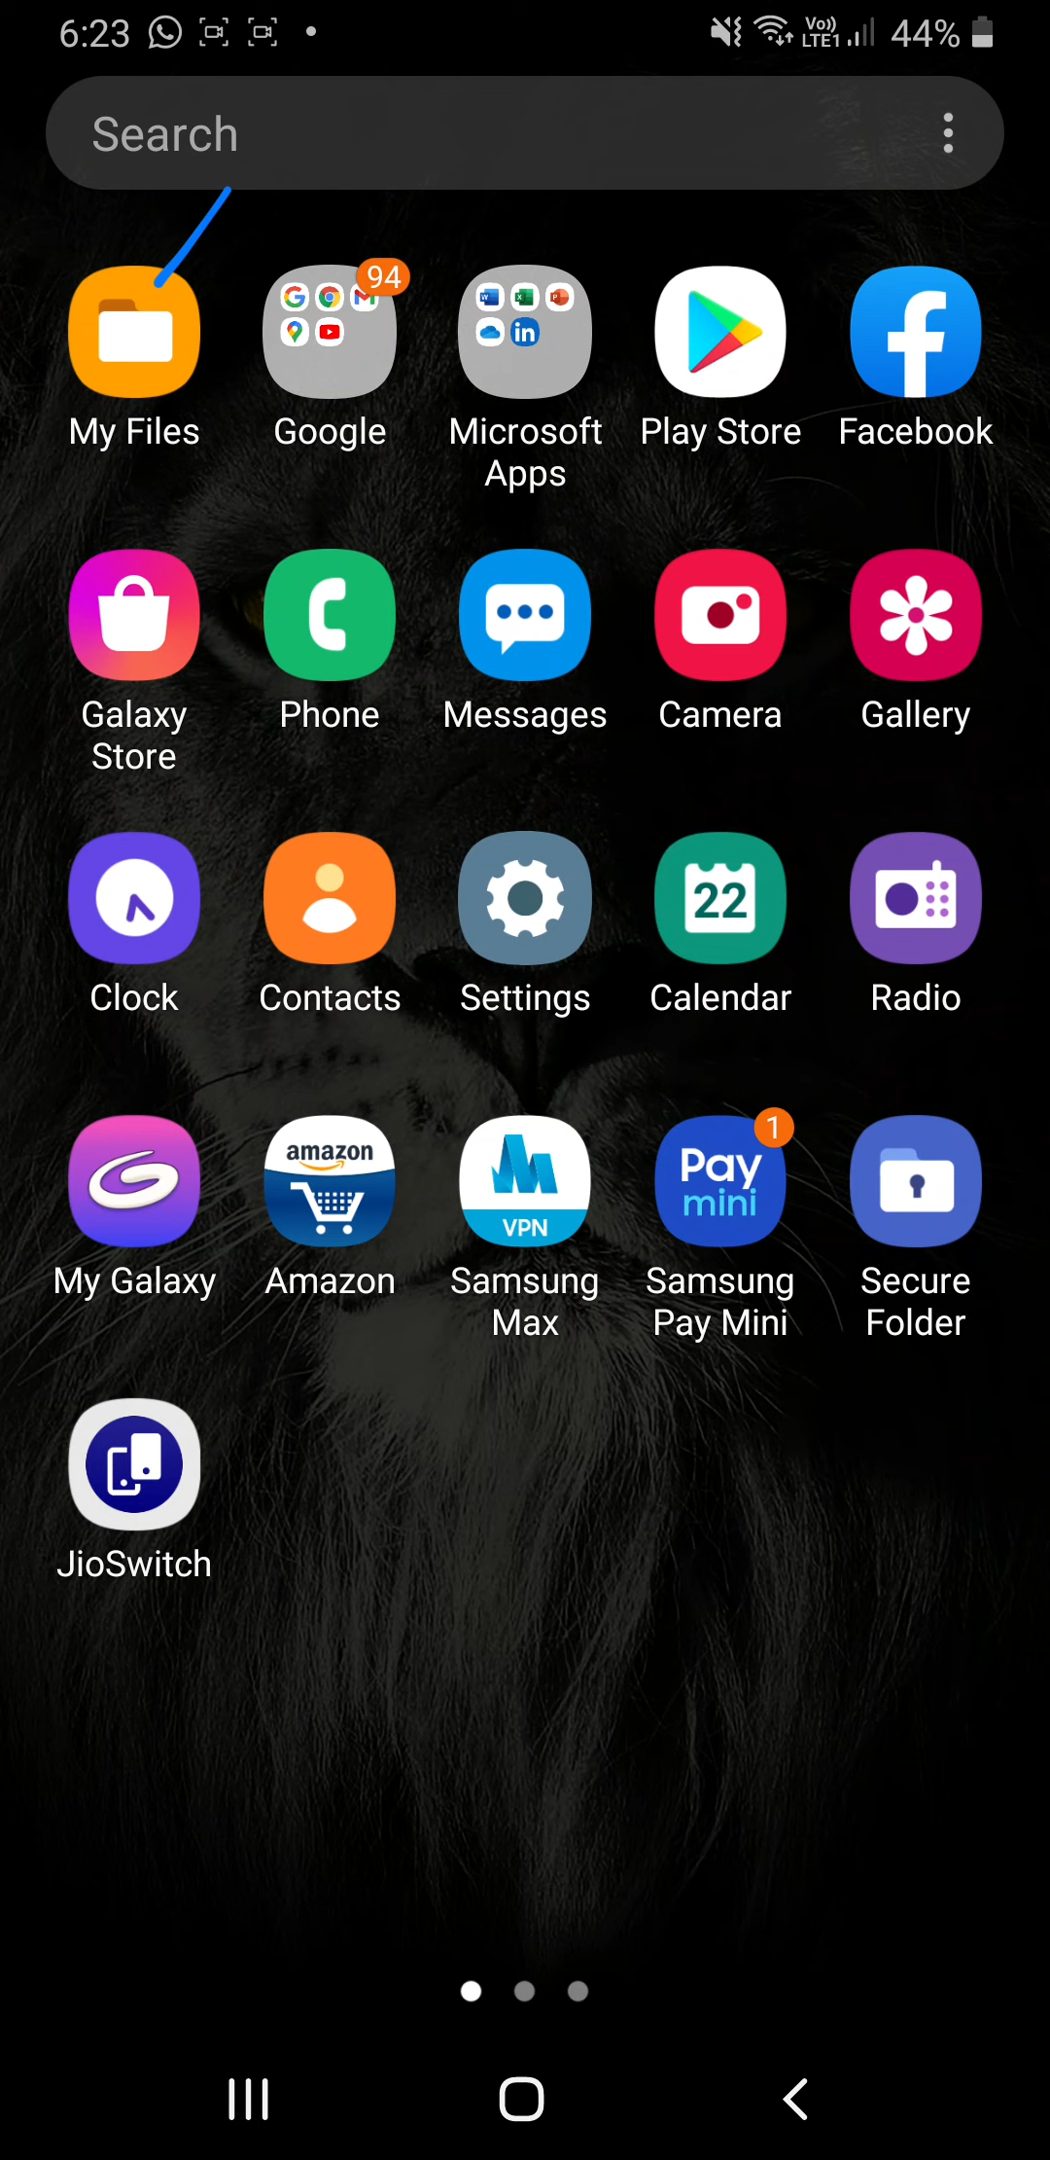 6:23 Vo)) LTE1 44%
Search
94
My Files Google Microsoft Apps Play Store Facebook
Galaxy Store Phone Messages Camera Gallery
22
Clock Contacts Settings Calendar Radio
amazon VPN Pay mini 1
My Galaxy Amazon Samsung Max Samsung Pay Mini Secure Folder
JioSwitch